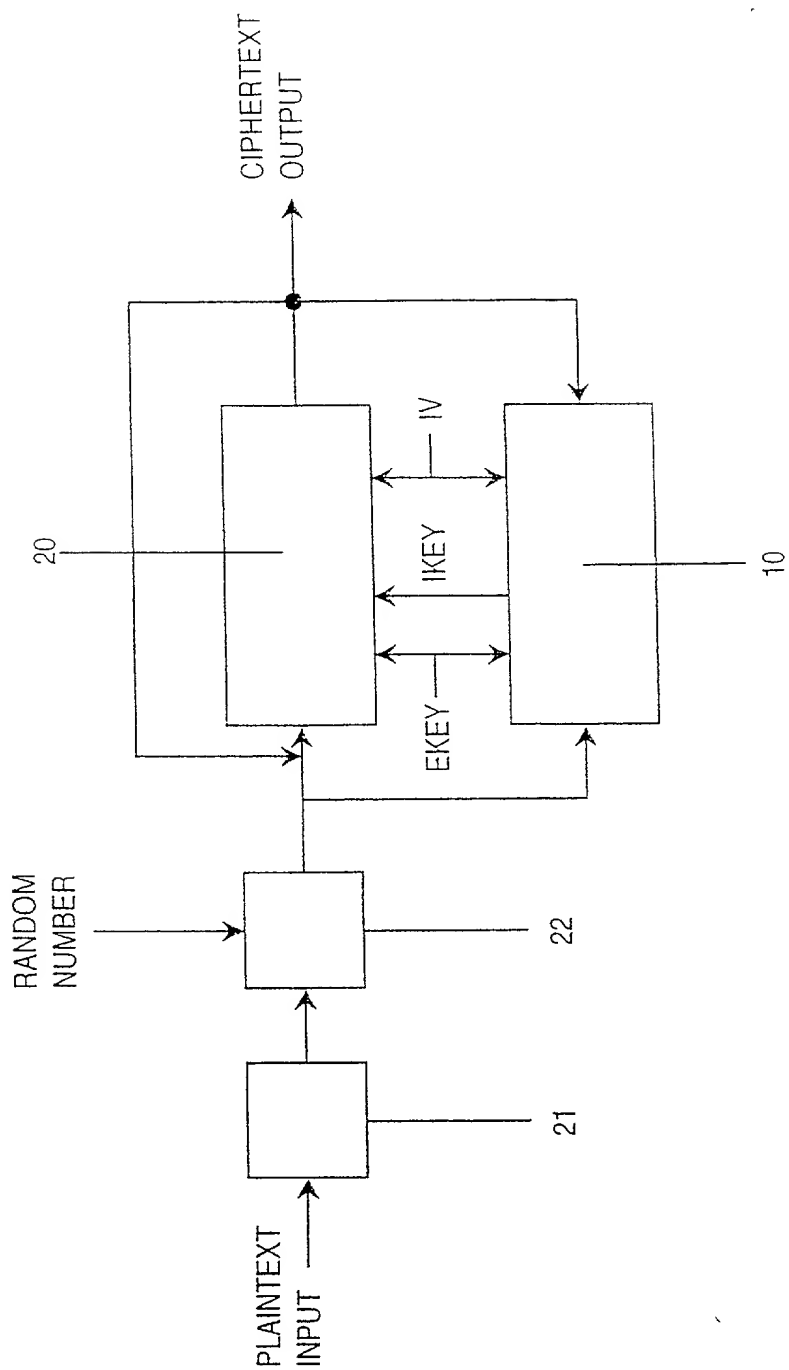 PLAINTEXT
INPUT
21
RANDOM
NUMBER
22
20
EKEY
IKEY
IV
10
CIPHERTEXT
OUTPUT